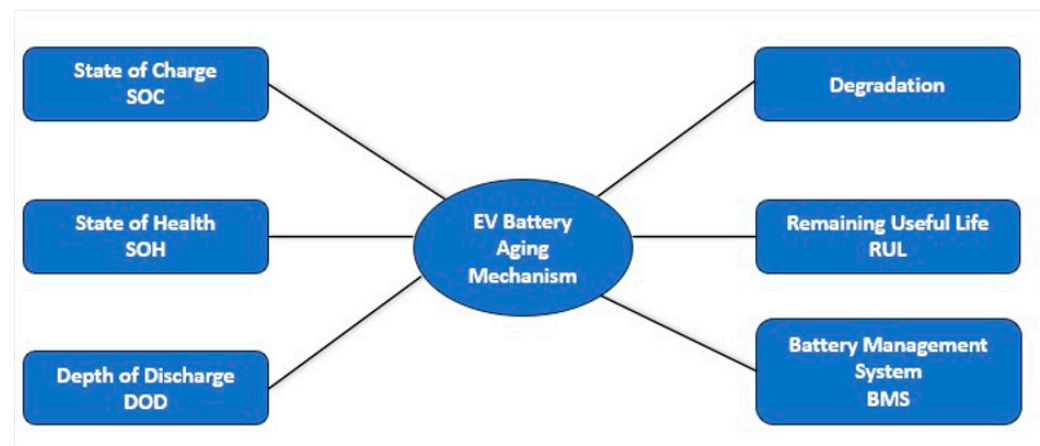 State of Charge
SOC
State of Health
SOH
Depth of Discharge
DOD
EV Battery
Aging
Mechanism
Degradation
Remaining Useful Life
RUL
Battery Management
System
BMS